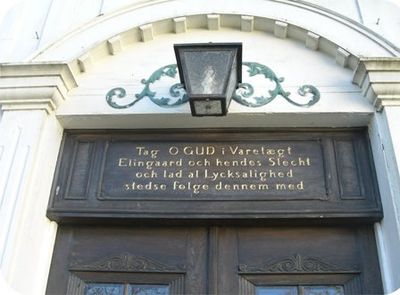 Tag O GUD i Varetægt
Elingaard och hendes Slecht
och lad al Lycksalighed
stedse følge dennem med